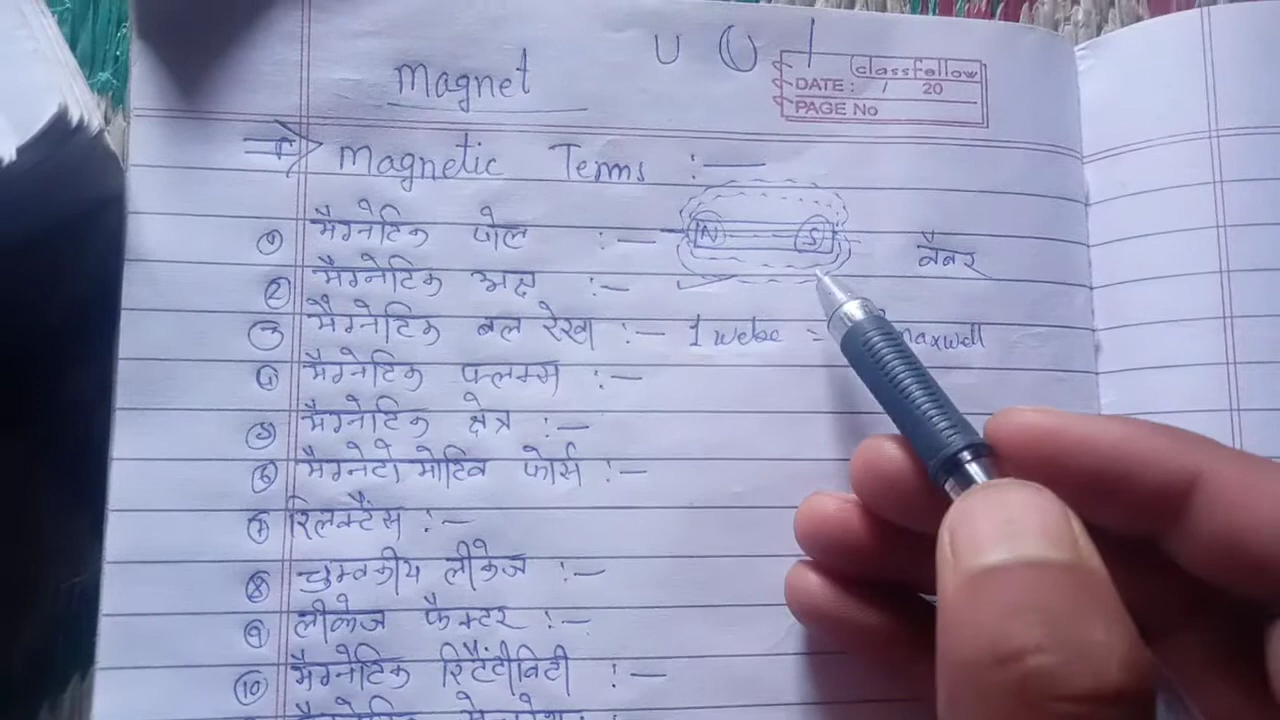 U U |
classfellow
Magnet
DATE: / 20
PAGE No
Magnetic Terms :—
① मैग्नेटिक पोल :—
N S
वैबर
② मैग्नेटिक अक्ष :—
③ मैग्नेटिक बल रेखा :— 1 webe = maxwell
④ मैग्नेटिक फ्लक्स :—
⑤ मैग्नेटिक क्षेत्र :—
⑥ मैग्नेटो मोटिव फोर्स :—
⑦ रिलक्टैंस :—
⑧ चुम्बकीय लीकेज :—
⑨ लीकेज फैक्टर :—
⑩ मैग्नेटिक रिटैंटीविटी :—